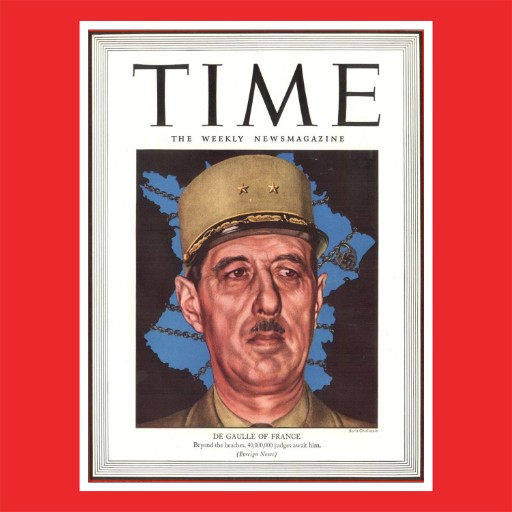 TIME
THE WEEKLY NEWSMAGAZINE
DE GAULLE OF FRANCE
Beyond the beaches, 40,000,000 judges await him.
(Foreign News)